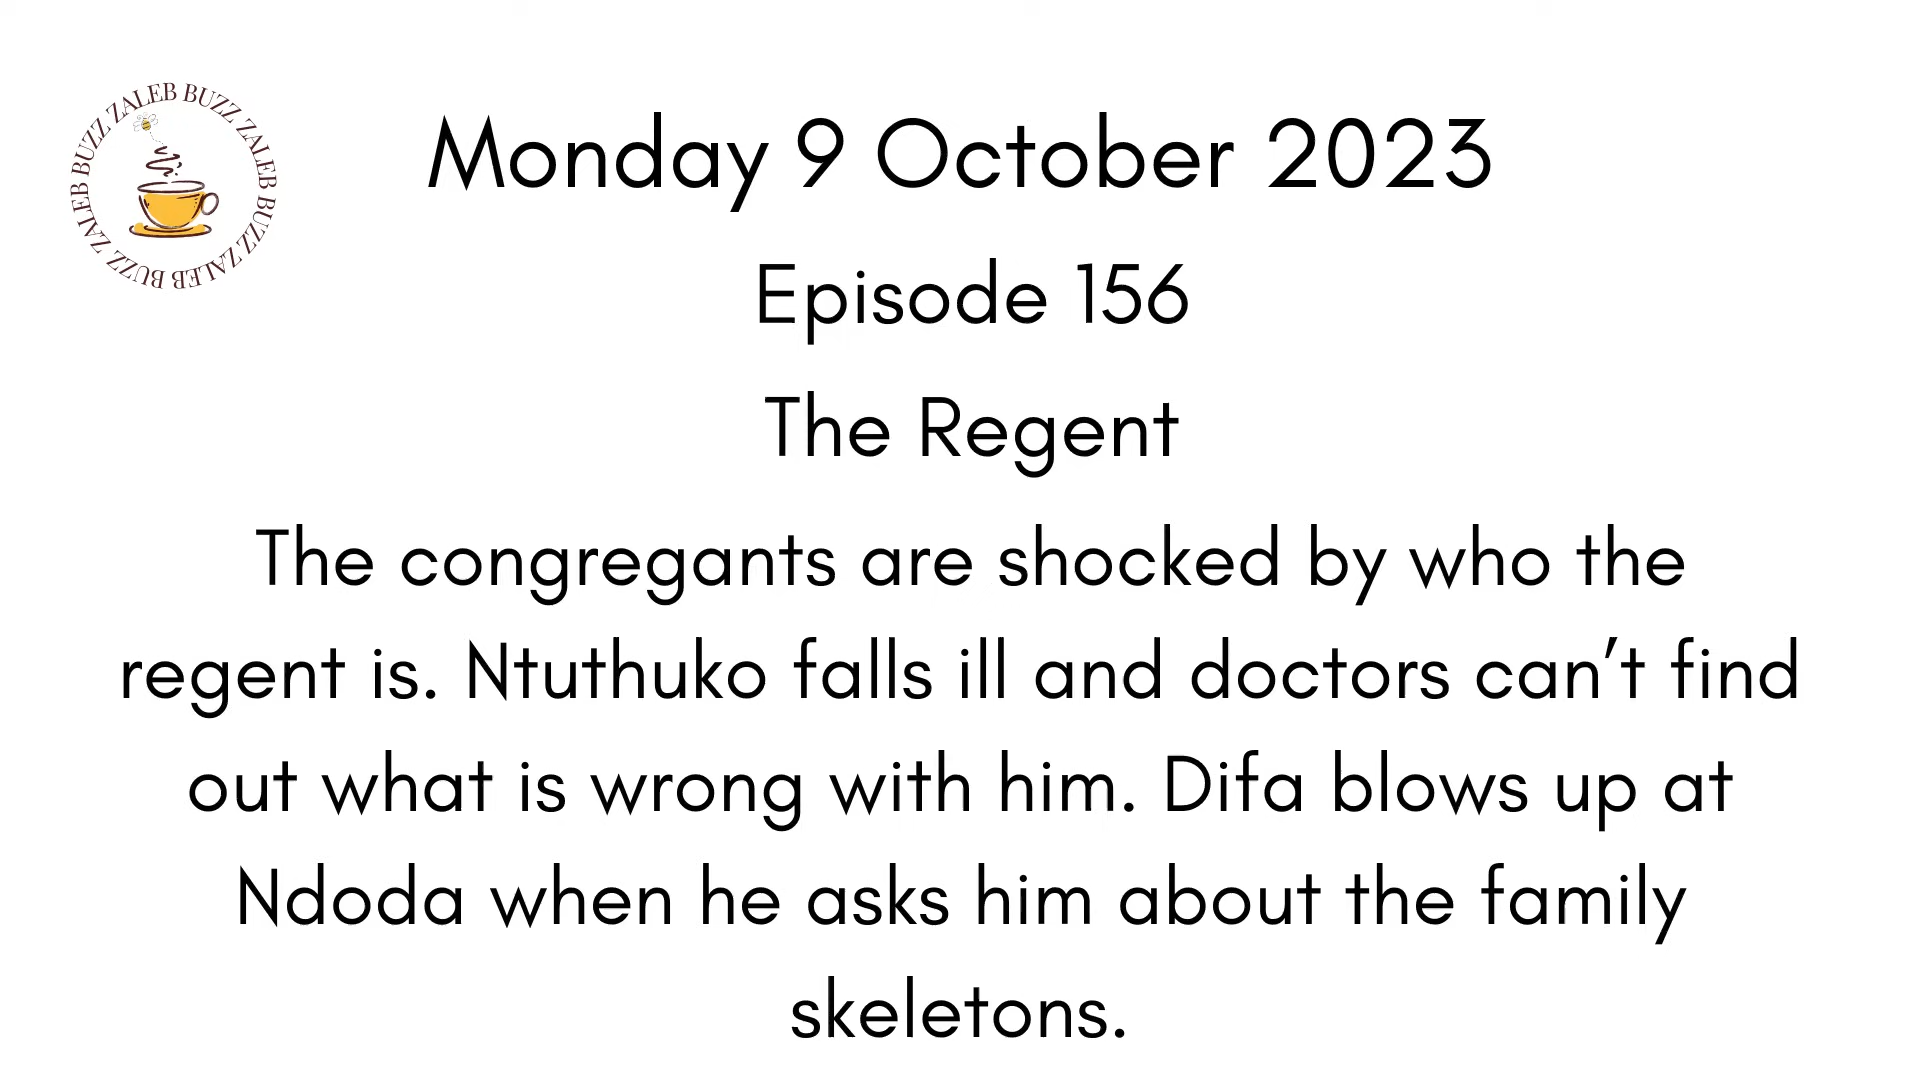 ZALEB BUZZ ZALEB BUZZ ZALEB BUZZ ZALEB BUZZ
Monday 9 October 2023
Episode 156
The Regent
The congregants are shocked by who the
regent is. Ntuthuko falls ill and doctors can’t find
out what is wrong with him. Difa blows up at
Ndoda when he asks him about the family
skeletons.